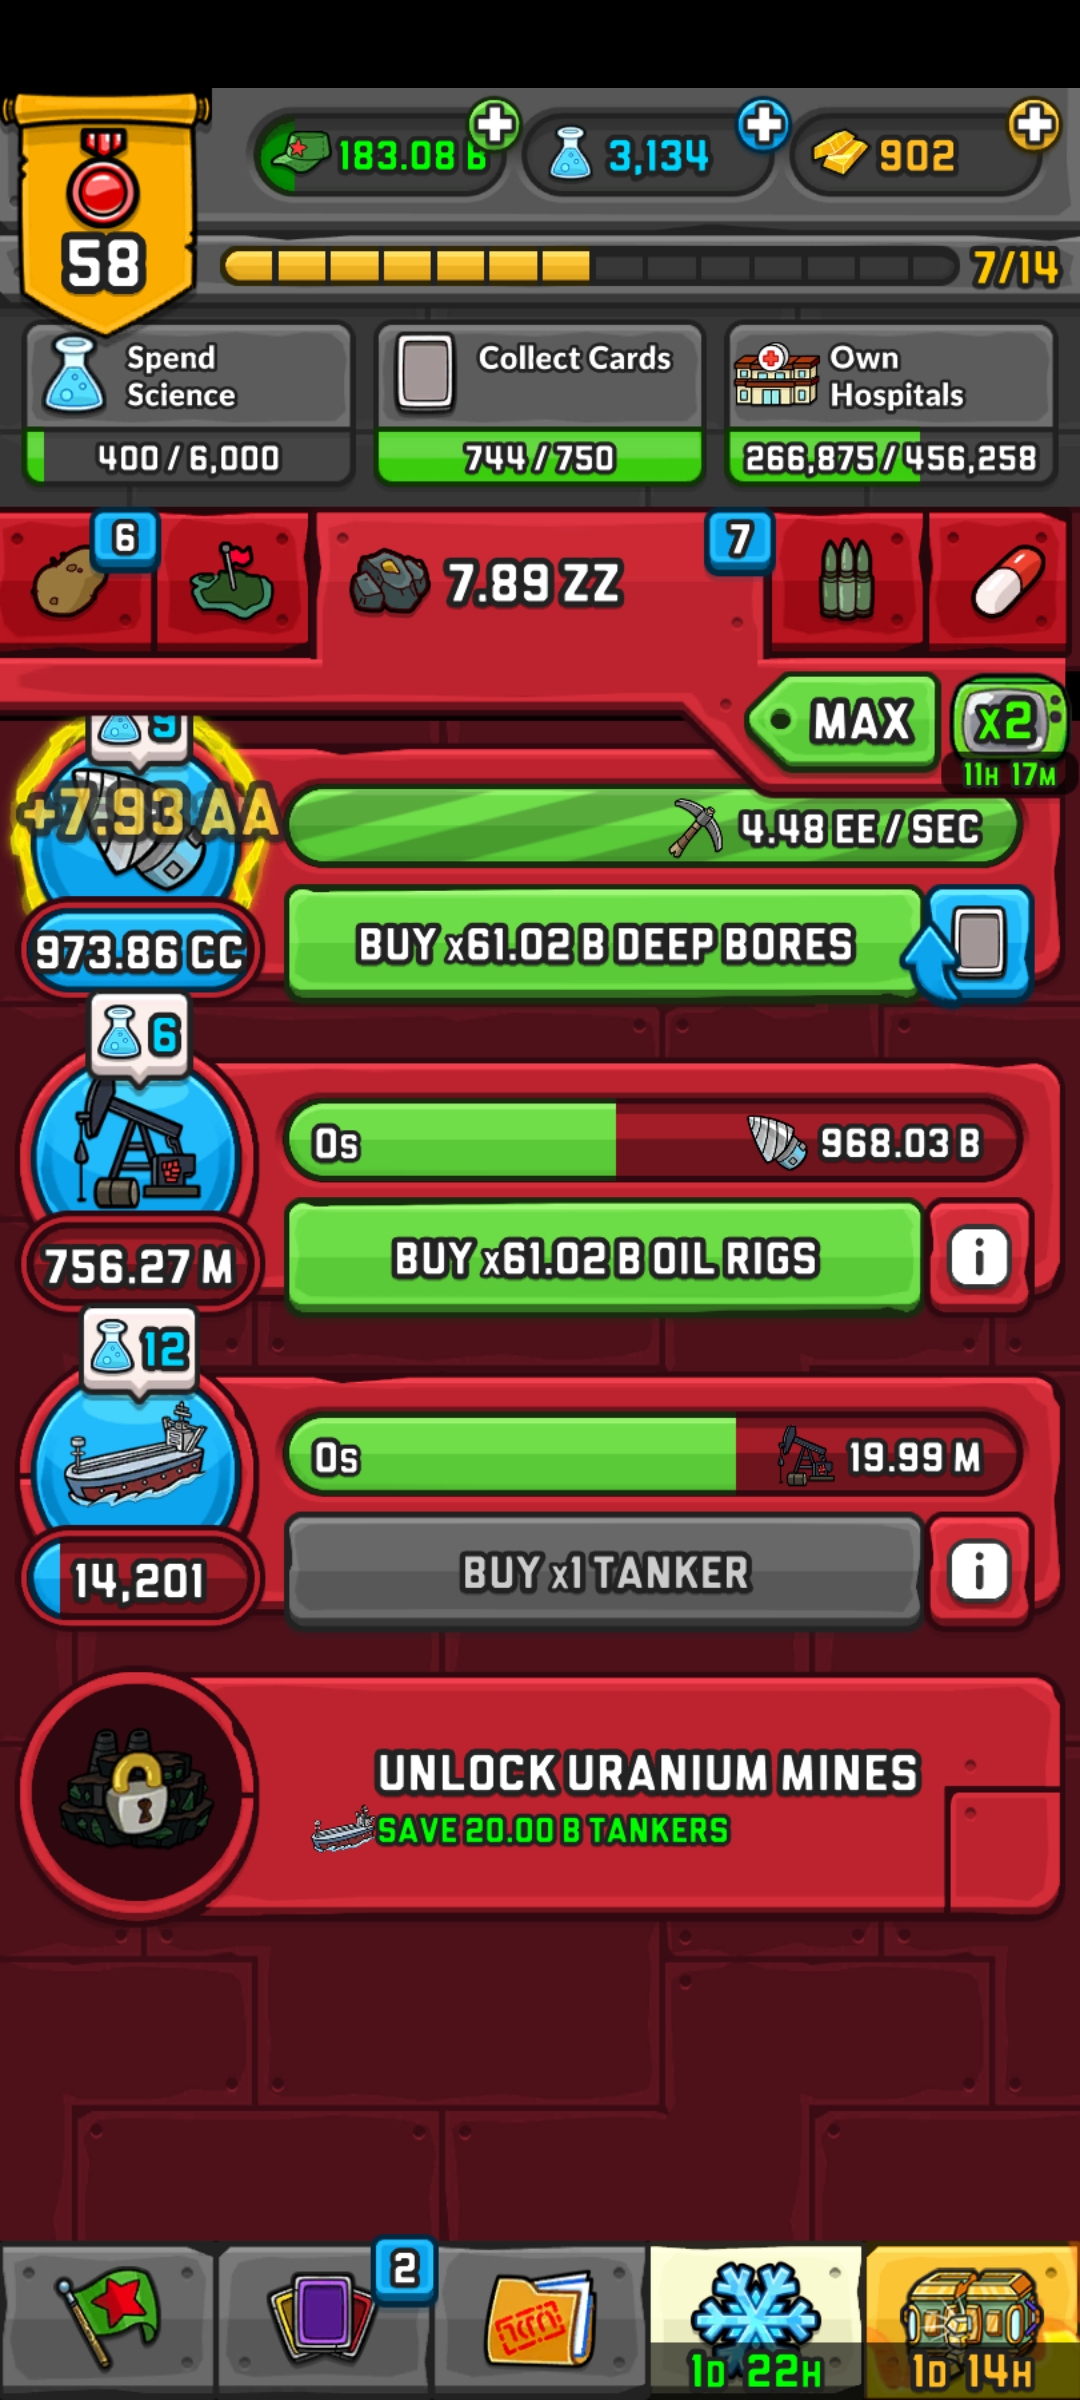 58
183.08 B
3,134
902
7/14
Spend
Science
400 / 6,000
Collect Cards
744 / 750
Own
Hospitals
266,875 / 456,258
6
7.89 ZZ
7
MAX
x2
11H 17M
9
+7.93 AA
4.48 EE / SEC
973.86 CC
BUY x61.02 B DEEP BORES
6
0s
968.03 B
756.27 M
BUY x61.02 B OIL RIGS
i
12
0s
19.99 M
14,201
BUY x1 TANKER
i
UNLOCK URANIUM MINES
SAVE 20.00 B TANKERS
2
1D 22H
1D 14H